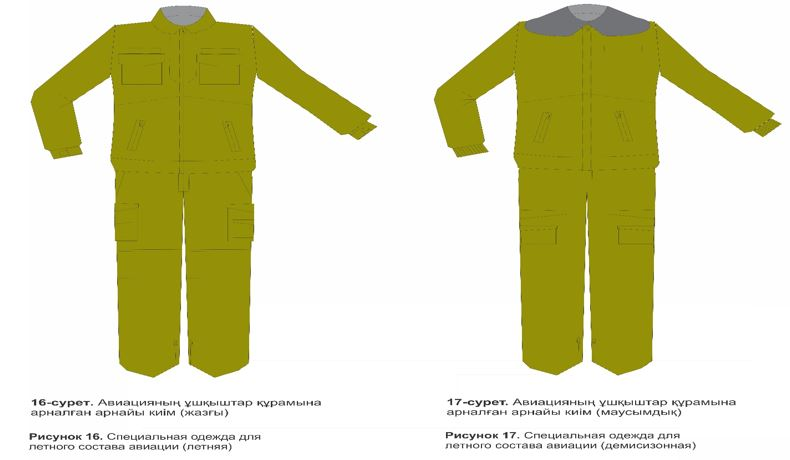 16-сурет. Авиацияның ұшқыштар құрамына
арналған арнайы киім (жазғы)
Рисунок 16. Специальная одежда для
летного состава авиации (летняя)
17-сурет. Авиацияның ұшқыштар құрамына
арналған арнайы киім (маусымдық)
Рисунок 17. Специальная одежда для
летного состава авиации (демисизонная)